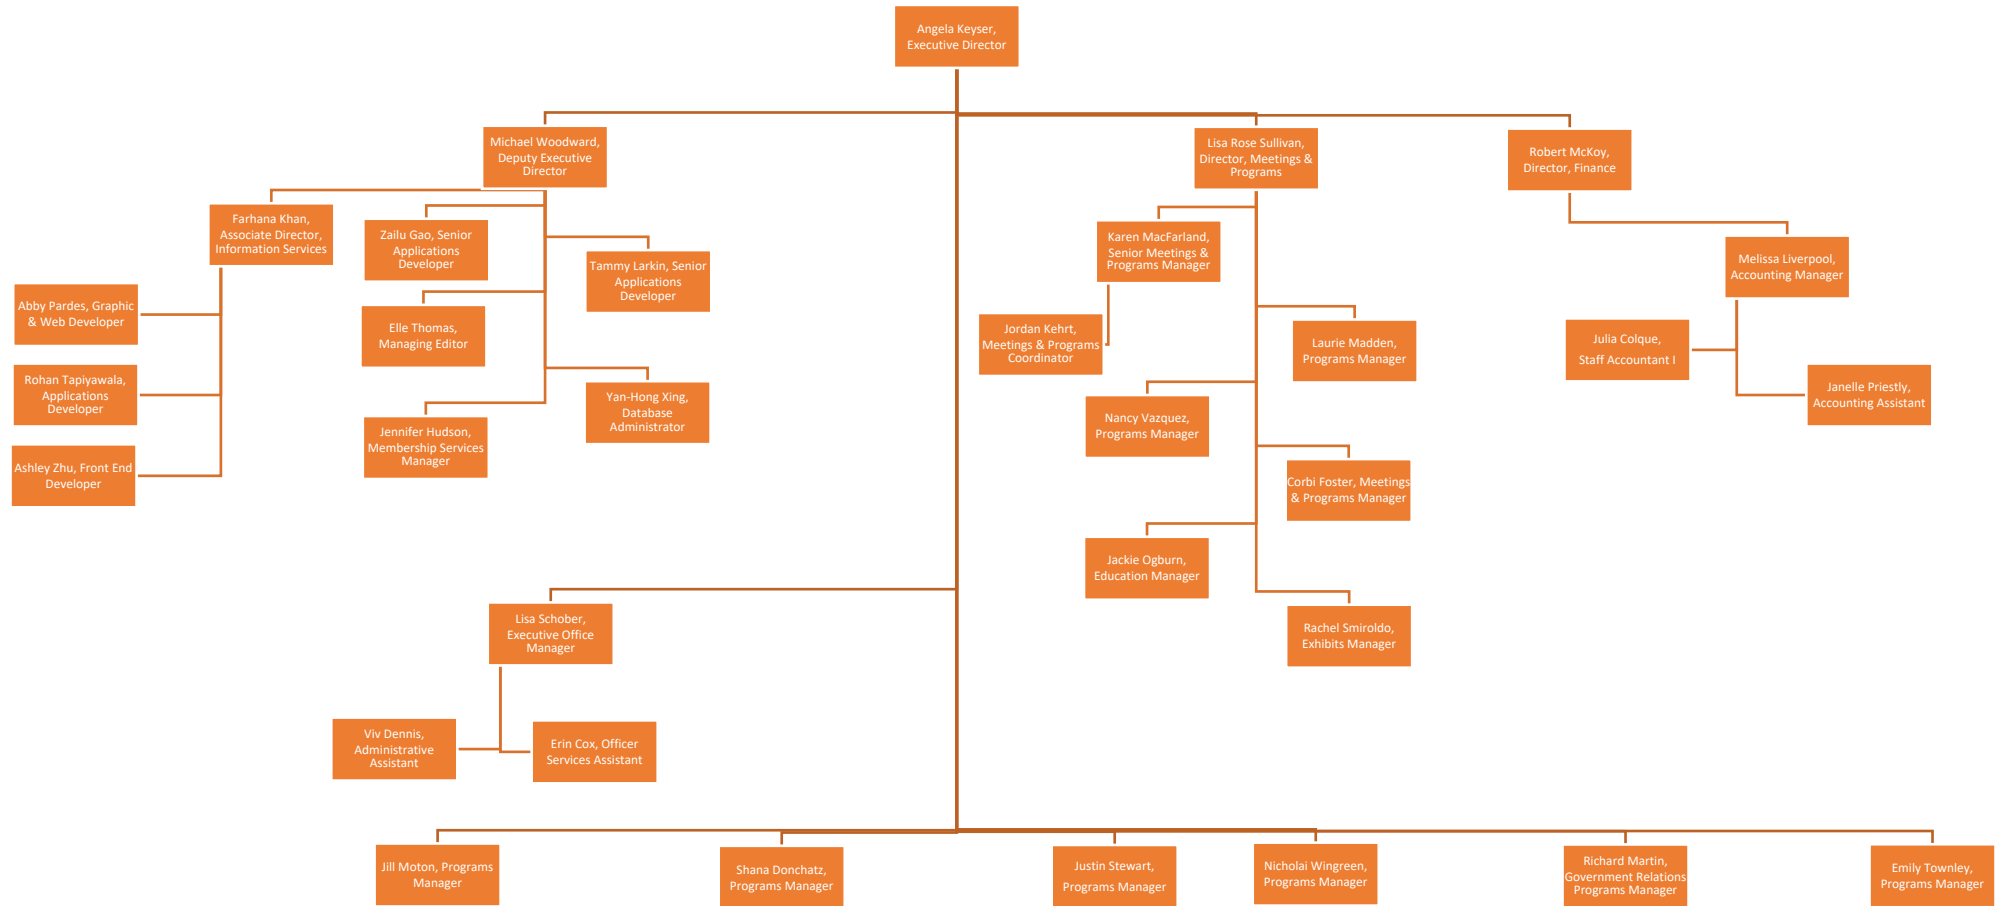 Angela Keyser,
Executive Director
Michael Woodward,
Deputy Executive
Director
Lisa Rose Sullivan,
Director, Meetings &
Programs
Robert McKoy,
Director, Finance
Farhana Khan,
Associate Director,
Information Services
Zailu Gao, Senior
Applications
Developer
Tammy Larkin, Senior
Applications
Developer
Karen MacFarland,
Senior Meetings &
Programs Manager
Melissa Liverpool,
Accounting Manager
Abby Pardes, Graphic
& Web Developer
Elle Thomas,
Managing Editor
Jordan Kehrt,
Meetings & Programs
Coordinator
Laurie Madden,
Programs Manager
Julia Colque,
Staff Accountant I
Rohan Tapiyawala,
Applications
Developer
Yan-Hong Xing,
Database
Administrator
Nancy Vazquez,
Programs Manager
Janelle Priestly,
Accounting Assistant
Jennifer Hudson,
Membership Services
Manager
Ashley Zhu, Front End
Developer
Corbi Foster, Meetings
& Programs Manager
Jackie Ogburn,
Education Manager
Lisa Schober,
Executive Office
Manager
Rachel Smiroldo,
Exhibits Manager
Viv Dennis,
Administrative
Assistant
Erin Cox, Officer
Services Assistant
Jill Moton, Programs
Manager
Shana Donchatz,
Programs Manager
Justin Stewart,
Programs Manager
Nicholai Wingreen,
Programs Manager
Richard Martin,
Government Relations
Programs Manager
Emily Townley,
Programs Manager